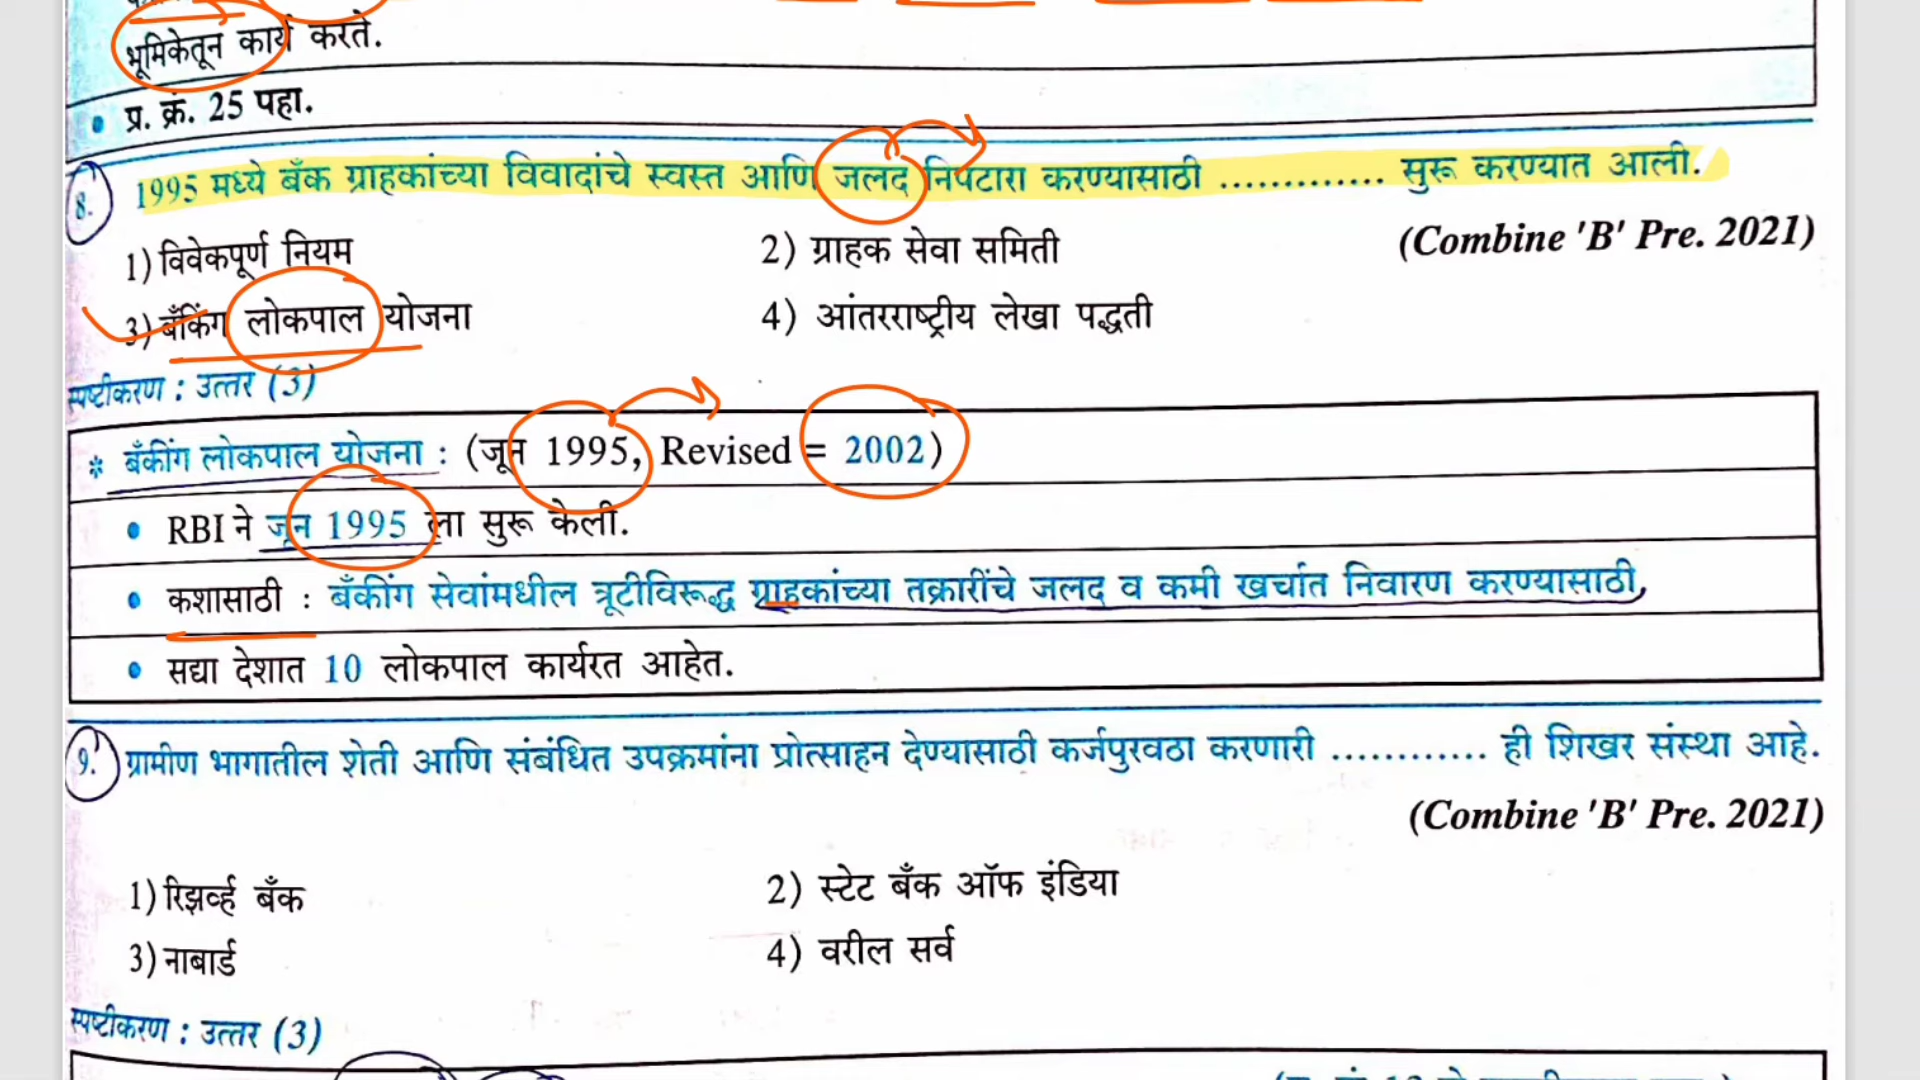 भूमिकेतून कार्य करते.
• प्र. क्रं. 25 पहा.
8. 1995 मध्ये बँक ग्राहकांच्या विवादांचे स्वस्त आणि जलद निपटारा करण्यासाठी ............. सुरू करण्यात आली.
(Combine 'B' Pre. 2021)
1) विवेकपूर्ण नियम 2) ग्राहक सेवा समिती
3) बँकिंग लोकपाल योजना 4) आंतरराष्ट्रीय लेखा पद्धती
स्पष्टीकरण : उत्तर (3)
* बँकींग लोकपाल योजना : (जून 1995, Revised = 2002)
• RBI ने जून 1995 ला सुरू केली.
• कशासाठी : बँकींग सेवांमधील त्रूटीविरूद्ध ग्राहकांच्या तक्रारींचे जलद व कमी खर्चात निवारण करण्यासाठी,
• सद्या देशात 10 लोकपाल कार्यरत आहेत.
9. ग्रामीण भागातील शेती आणि संबंधित उपक्रमांना प्रोत्साहन देण्यासाठी कर्जपुरवठा करणारी ............ ही शिखर संस्था आहे.
(Combine 'B' Pre. 2021)
1) रिझर्व्ह बँक 2) स्टेट बँक ऑफ इंडिया
3) नाबार्ड 4) वरील सर्व
स्पष्टीकरण : उत्तर (3)